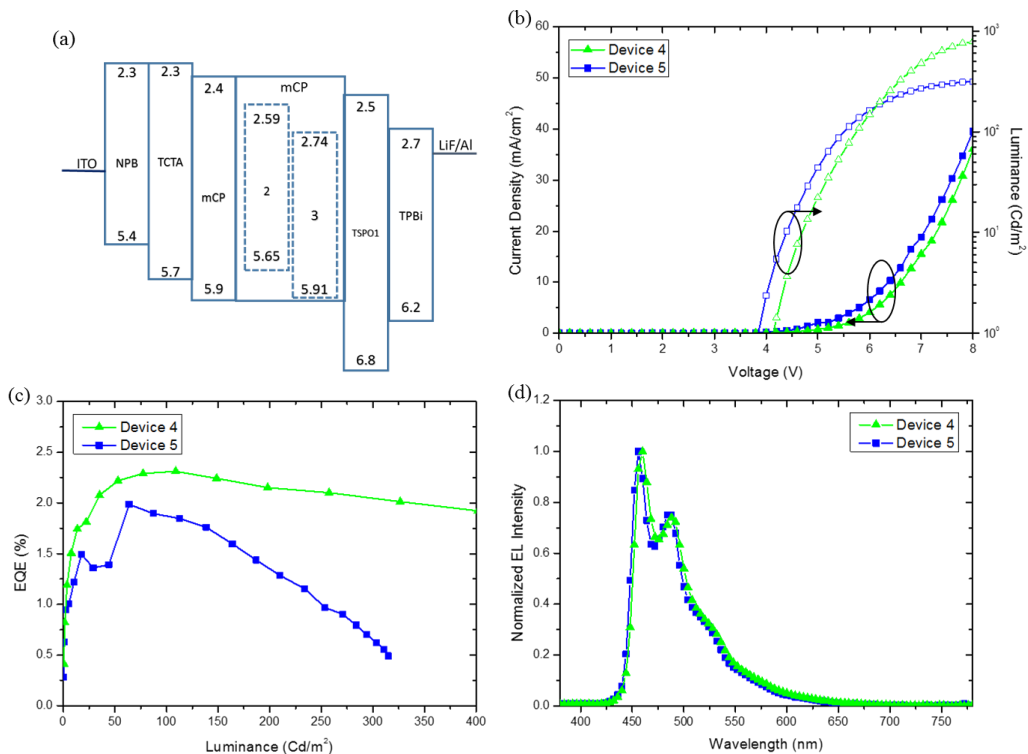 (a)
2.3
2.3
2.4
mCP
2.5
2.59
2.74
2.7
ITO
NPB
TCTA
mCP
2
3
TSPO1
TPBi
LiF/Al
5.4
5.7
5.65
5.9
5.91
6.2
6.8
(b)
Device 4
Device 5
60
50
40
30
20
10
0
Current Density (mA/cm²)
10³
10²
10¹
10⁰
Luminance (Cd/m²)
0 1 2 3 4 5 6 7 8
Voltage (V)
(c)
Device 4
Device 5
3.0
2.5
2.0
1.5
1.0
0.5
0.0
EQE (%)
0 50 100 150 200 250 300 350 400
Luminance (Cd/m²)
(d)
Device 4
Device 5
1.2
1.0
0.8
0.6
0.4
0.2
0.0
Normalized EL Intensity
400 450 500 550 600 650 700 750
Wavelength (nm)